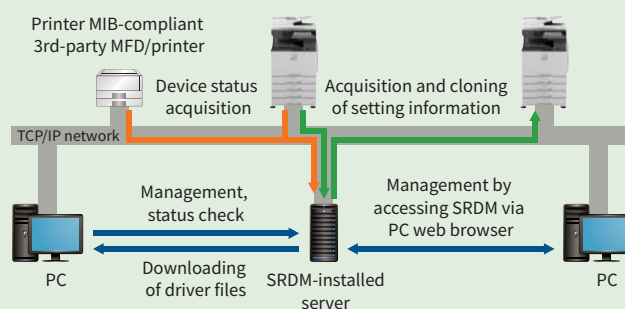 Printer MIB-compliant
3rd-party MFD/printer
Device status
acquisition
Acquisition and cloning
of setting information
TCP/IP network
Management,
status check
Management by
accessing SRDM via
PC web browser
PC
Downloading
of driver files
SRDM-installed
server
PC